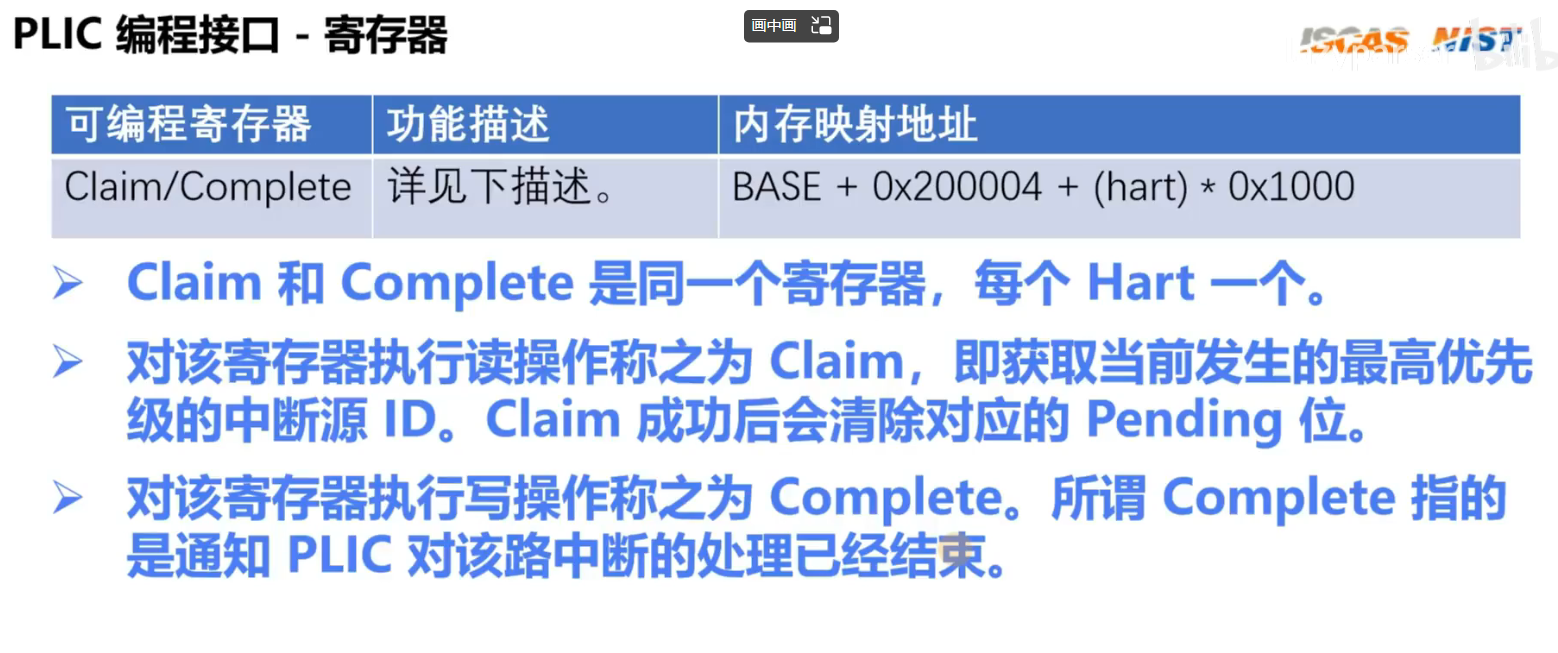 PLIC 编程接口 - 寄存器
画中画
ISCAS NIST
可编程寄存器 功能描述 内存映射地址
Claim/Complete 详见下描述。 BASE + 0x200004 + (hart) * 0x1000
➢ Claim 和 Complete 是同一个寄存器，每个 Hart 一个。
➢ 对该寄存器执行读操作称之为 Claim，即获取当前发生的最高优先
级的中断源 ID。Claim 成功后会清除对应的 Pending 位。
➢ 对该寄存器执行写操作称之为 Complete。所谓 Complete 指的
是通知 PLIC 对该路中断的处理已经结束。